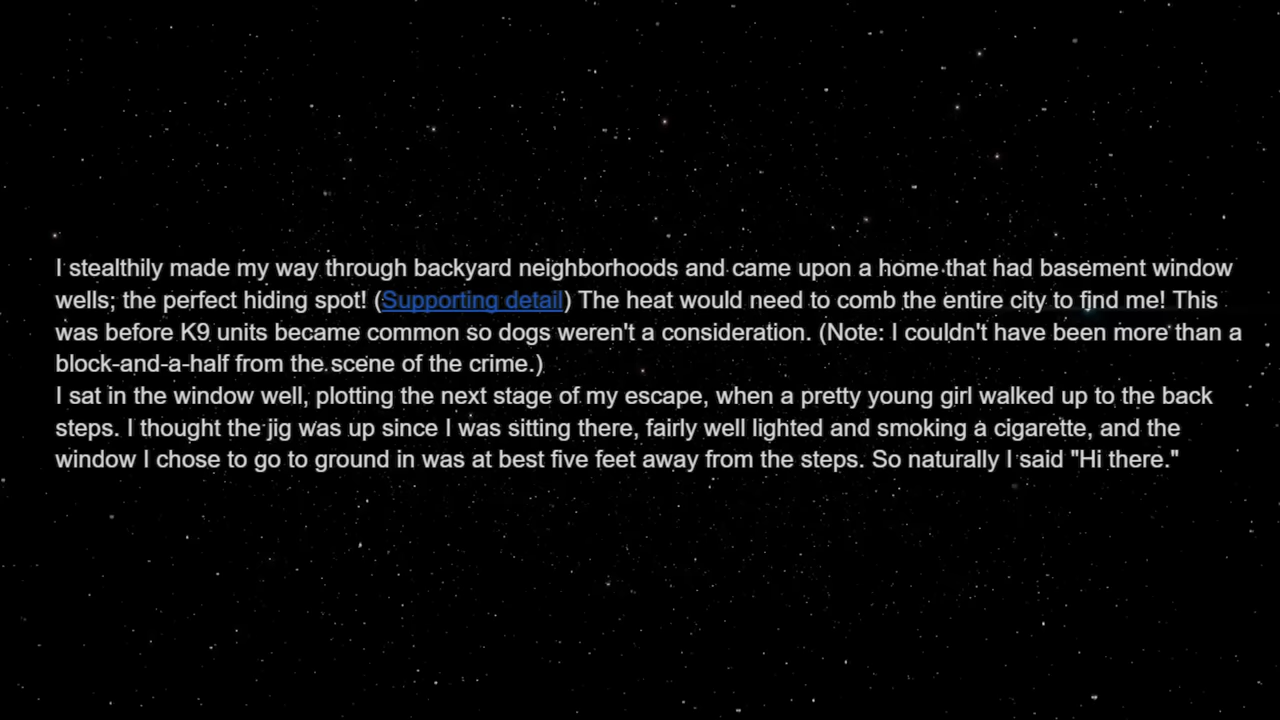 I stealthily made my way through backyard neighborhoods and came upon a home that had basement window
wells; the perfect hiding spot! (Supporting detail) The heat would need to comb the entire city to find me! This
was before K9 units became common so dogs weren't a consideration. (Note: I couldn't have been more than a
block-and-a-half from the scene of the crime.)
I sat in the window well, plotting the next stage of my escape, when a pretty young girl walked up to the back
steps. I thought the jig was up since I was sitting there, fairly well lighted and smoking a cigarette, and the
window I chose to go to ground in was at best five feet away from the steps. So naturally I said "Hi there."